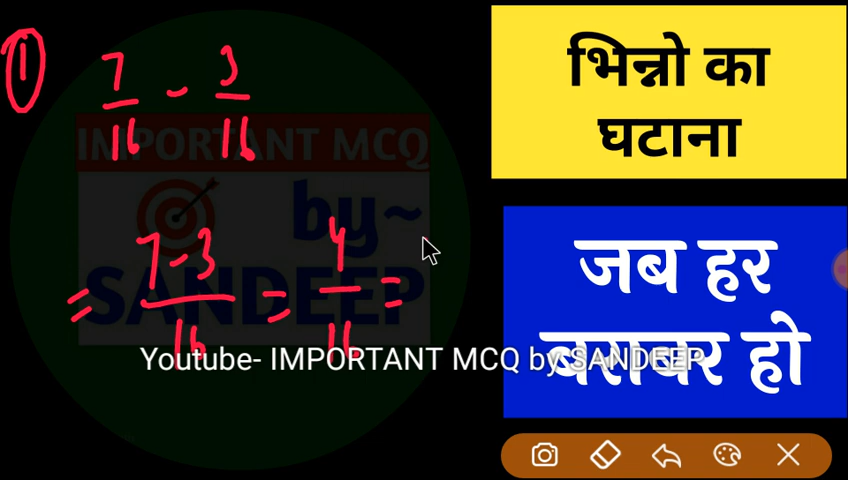 ① 7/16 - 3/16
= 7-3/16 = 4/16 =
भिन्नो का
घटाना
जब हर
बराबर हो
IMPORTANT MCQ
by~
SANDEEP
Youtube- IMPORTANT MCQ by SANDEEP